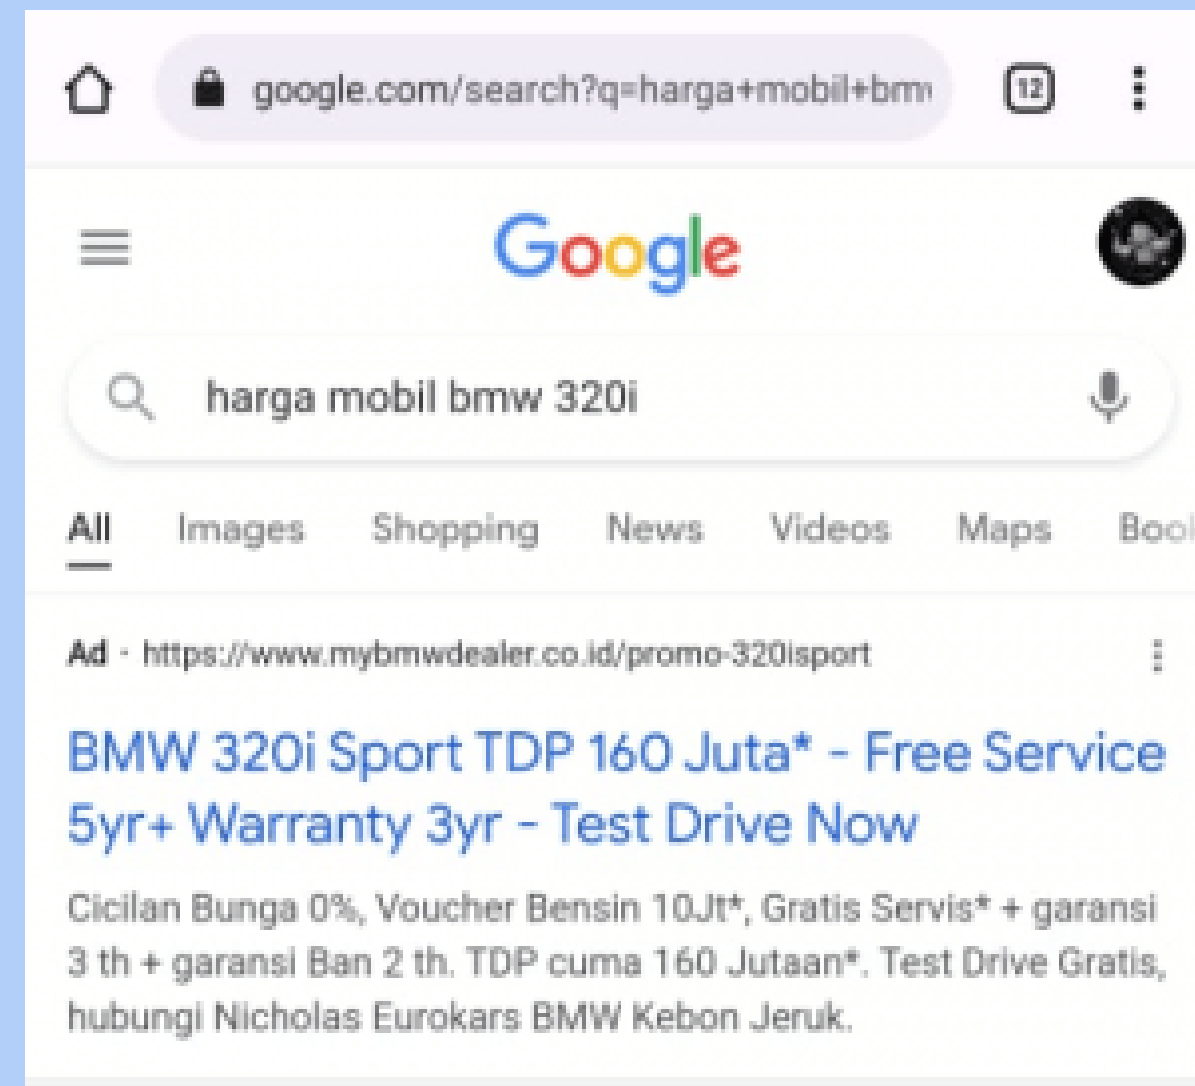 google.com/search?q=harga+mobil+bmw
12
Google
harga mobil bmw 320i
All Images Shopping News Videos Maps Boo
Ad · https://www.mybmwdealer.co.id/promo-320isport
BMW 320i Sport TDP 160 Juta* - Free Service
5yr+ Warranty 3yr - Test Drive Now
Cicilan Bunga 0%, Voucher Bensin 10Jt*, Gratis Servis* + garansi
3 th + garansi Ban 2 th. TDP cuma 160 Jutaan*. Test Drive Gratis,
hubungi Nicholas Eurokars BMW Kebon Jeruk.